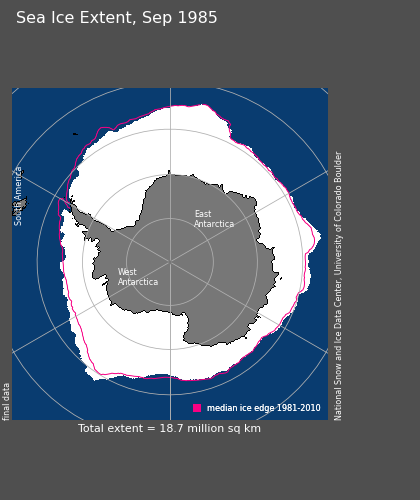 Sea Ice Extent, Sep 1985
South America
East
Antarctica
West
Antarctica
National Snow and Ice Data Center, University of Colorado Boulder
final data
median ice edge 1981-2010
Total extent = 18.7 million sq km